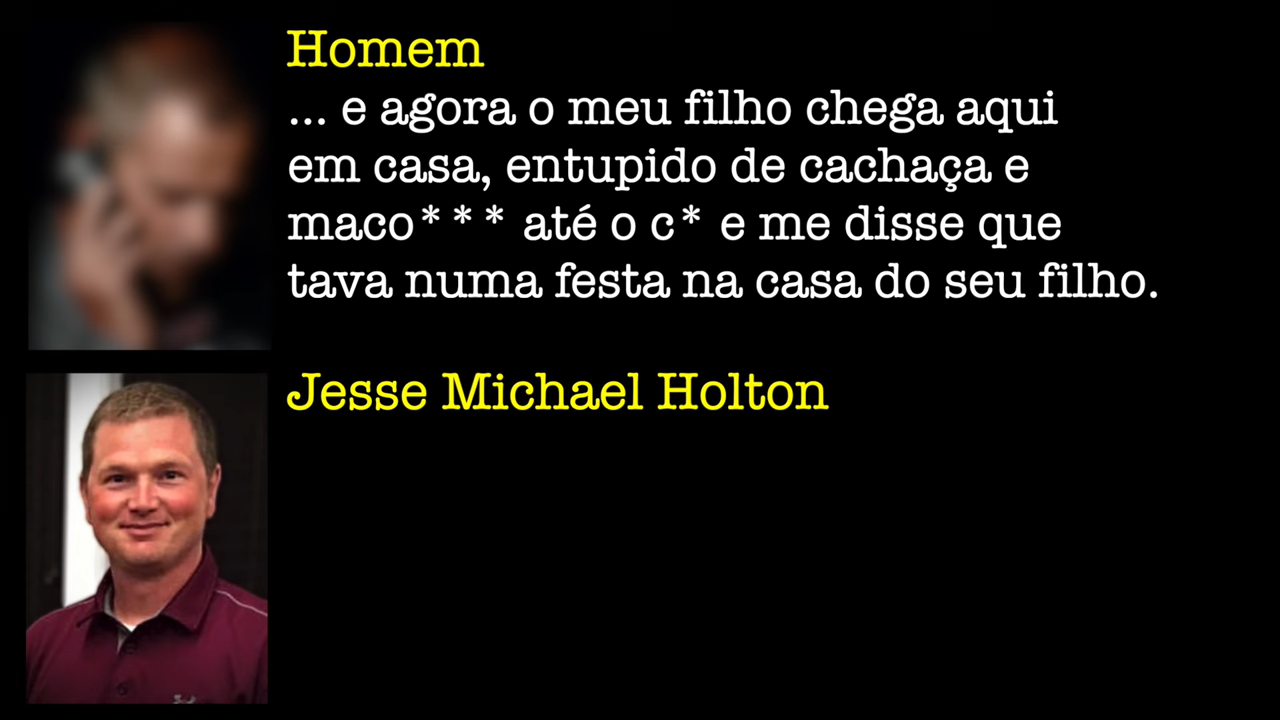 Homem
... e agora o meu filho chega aqui
em casa, entupido de cachaça e
maco*** até o c* e me disse que
tava numa festa na casa do seu filho.
Jesse Michael Holton